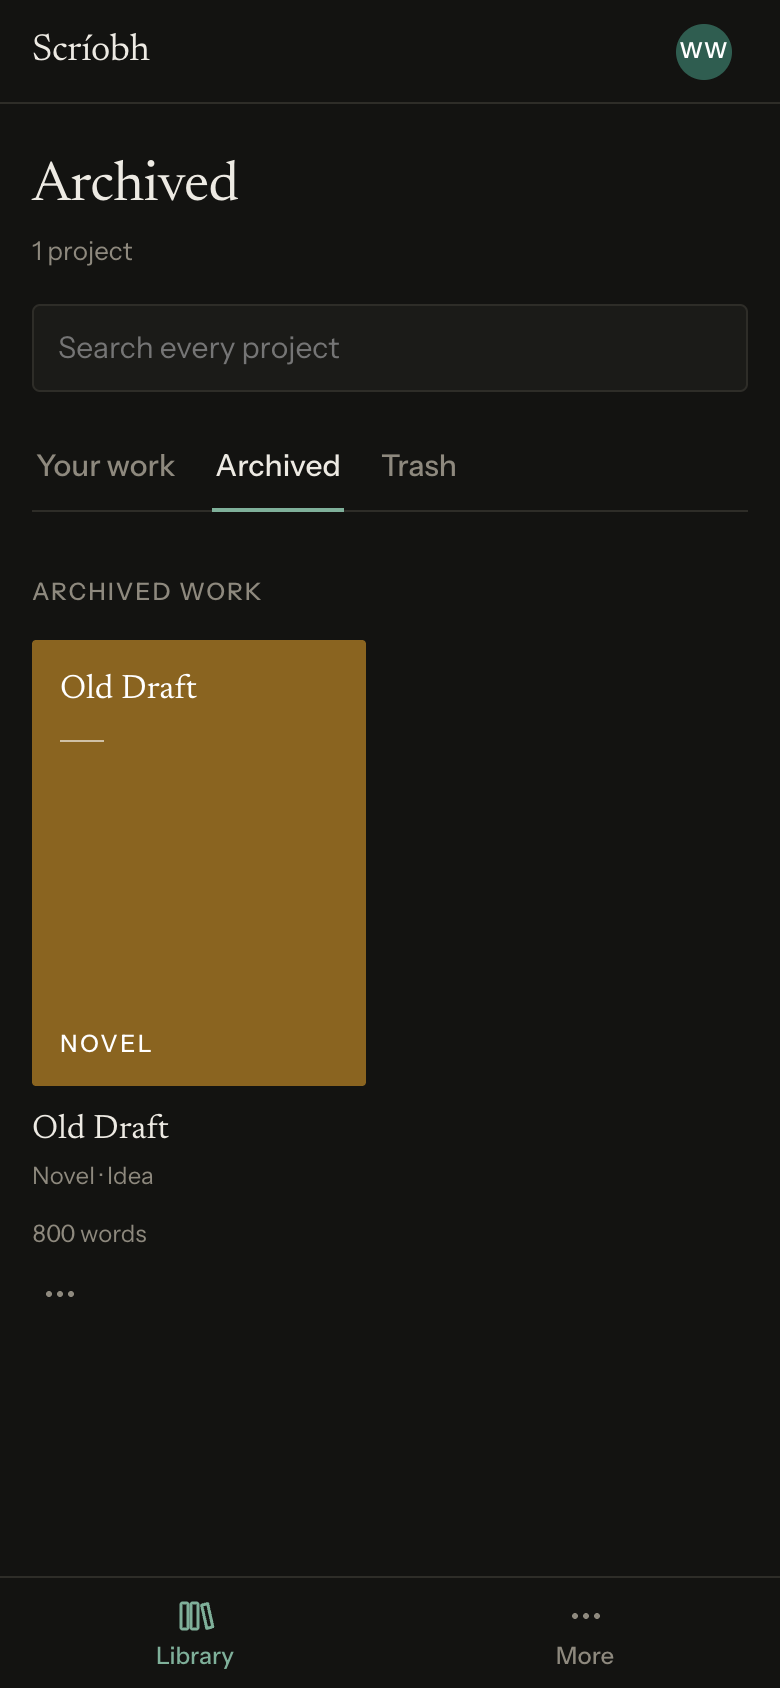 Scríobh
WW
Archived
1 project
Search every project
Your work Archived Trash
ARCHIVED WORK
Old Draft
NOVEL
Old Draft
Novel · Idea
800 words
Library More